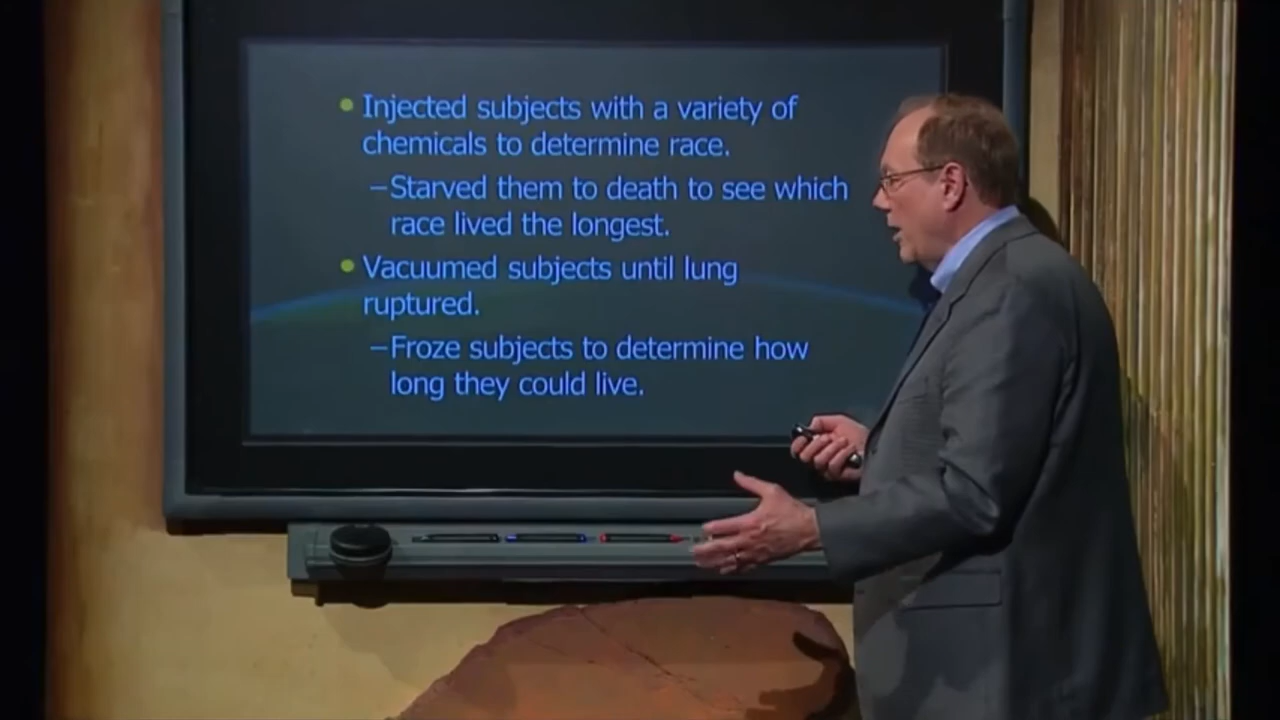 • Injected subjects with a variety of
chemicals to determine race.
–Starved them to death to see which
race lived the longest.
• Vacuumed subjects until lung
ruptured.
–Froze subjects to determine how
long they could live.